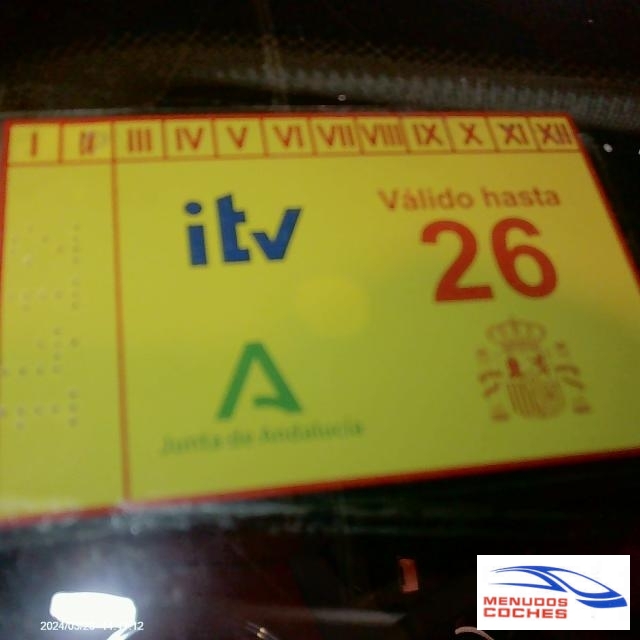 I II III IV V VI VII VIII IX X XI XII
itv
Válido hasta
26
Junta de Andalucía
MENUDOS
COCHES